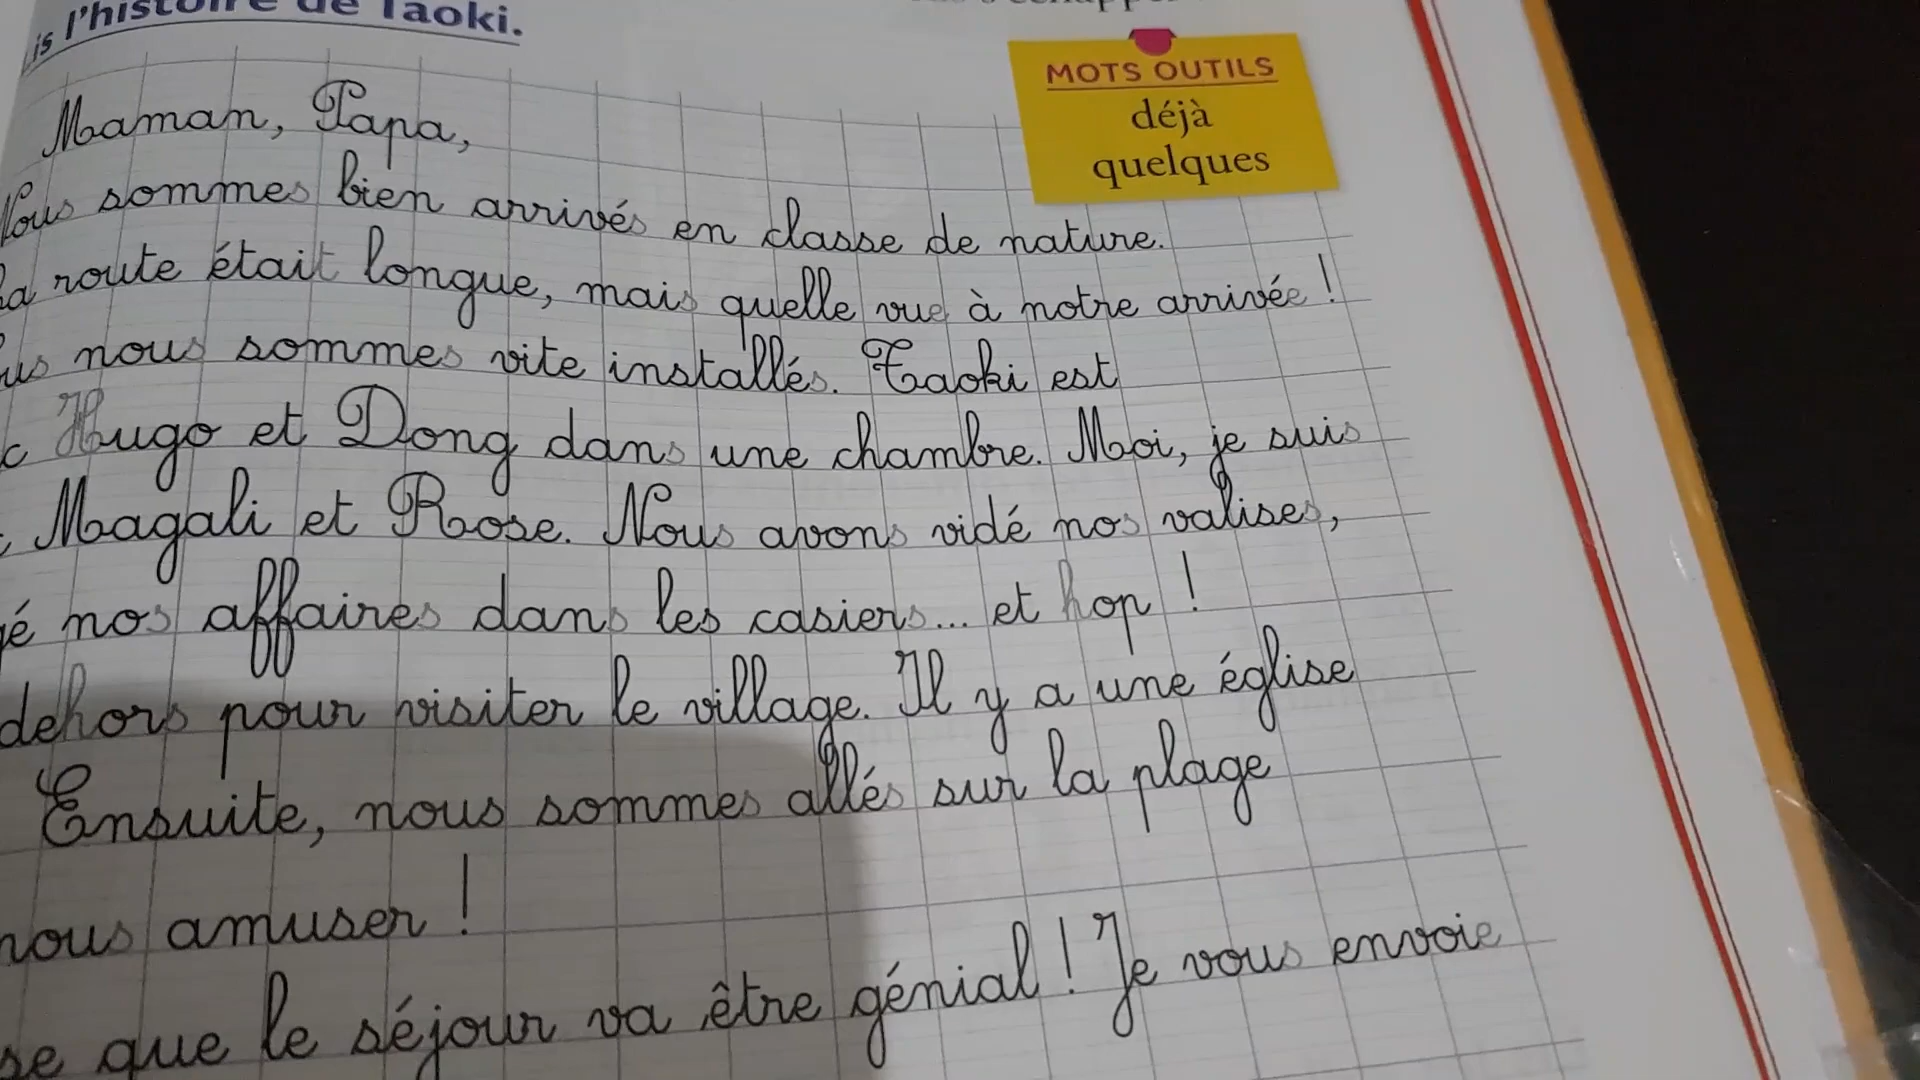 l'histoire de Taoki.
MOTS OUTILS
déjà
quelques
Maman, Papa,
Nous sommes bien arrivés en classe de nature.
La route était longue, mais quelle vue à notre arrivée !
nous sommes vite installés. Taoki est
Hugo et Dong dans une chambre. Moi, je suis
Magali et Rose. Nous avons vidé nos valises,
nos affaires dans les casiers... et hop !
dehors pour visiter le village. Il y a une église
Ensuite, nous sommes allés sur la plage
nous amuser !
que le séjour va être génial ! Je vous envoie